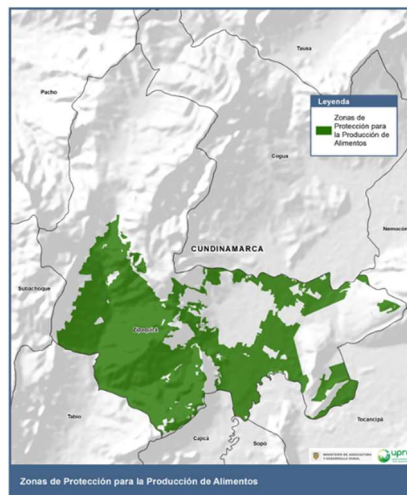 Tausa
Pacho
Leyenda
Zonas de
Protección para
la Producción de
Alimentos
Cogua
Nemocón
CUNDINAMARCA
Subachoque
Zipaquirá
Tocancipá
Tabio
Cajicá
Sopó
MINISTERIO DE AGRICULTURA
Y DESARROLLO RURAL
upra
Zonas de Protección para la Producción de Alimentos